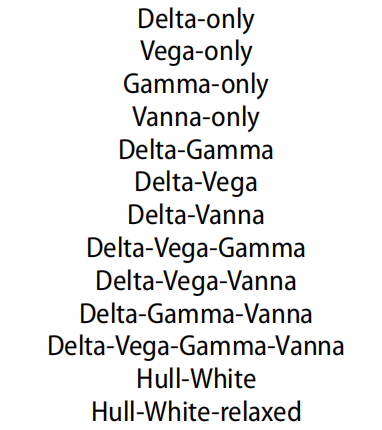 Delta-only
Vega-only
Gamma-only
Vanna-only
Delta-Gamma
Delta-Vega
Delta-Vanna
Delta-Vega-Gamma
Delta-Vega-Vanna
Delta-Gamma-Vanna
Delta-Vega-Gamma-Vanna
Hull-White
Hull-White-relaxed